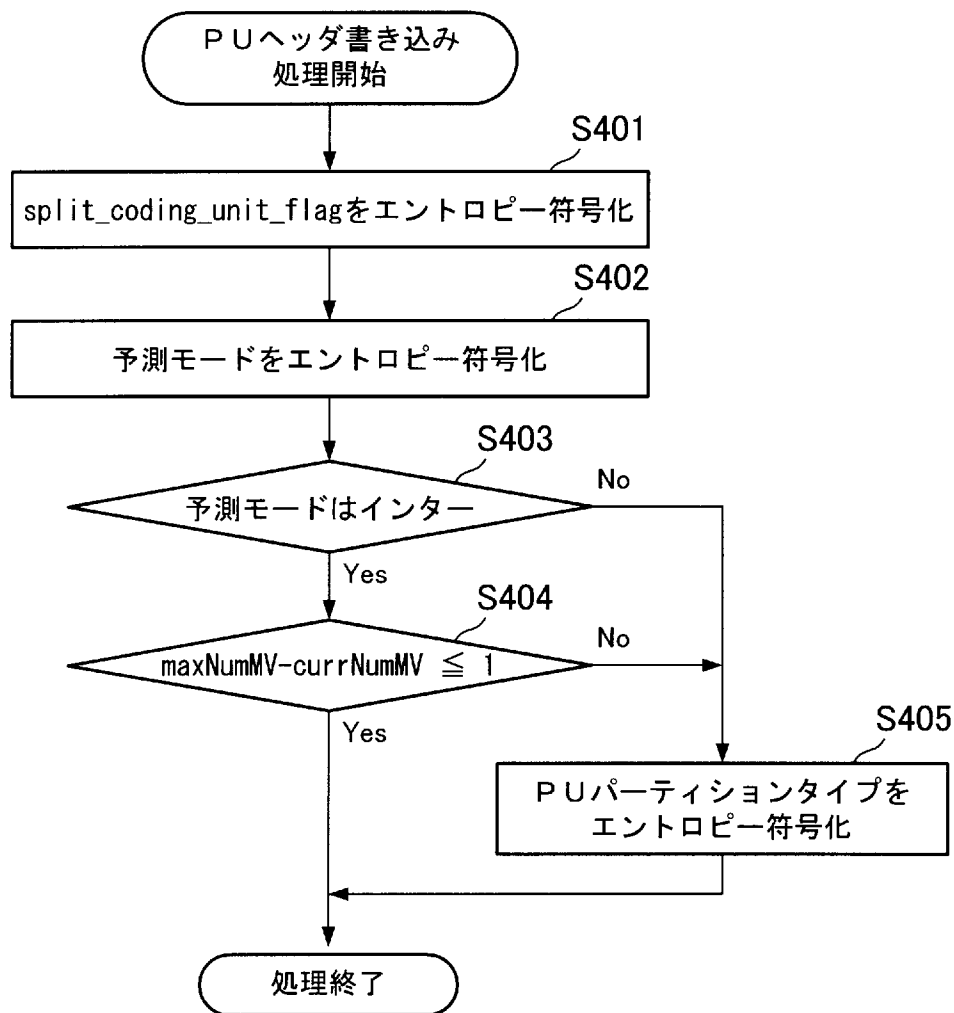 ＰＵヘッダ書き込み
処理開始
S401
split_coding_unit_flagをエントロピー符号化
S402
予測モードをエントロピー符号化
S403
予測モードはインター
No
Yes
S404
maxNumMV-currNumMV ≦ 1
No
Yes
S405
ＰＵパーティションタイプを
エントロピー符号化
処理終了